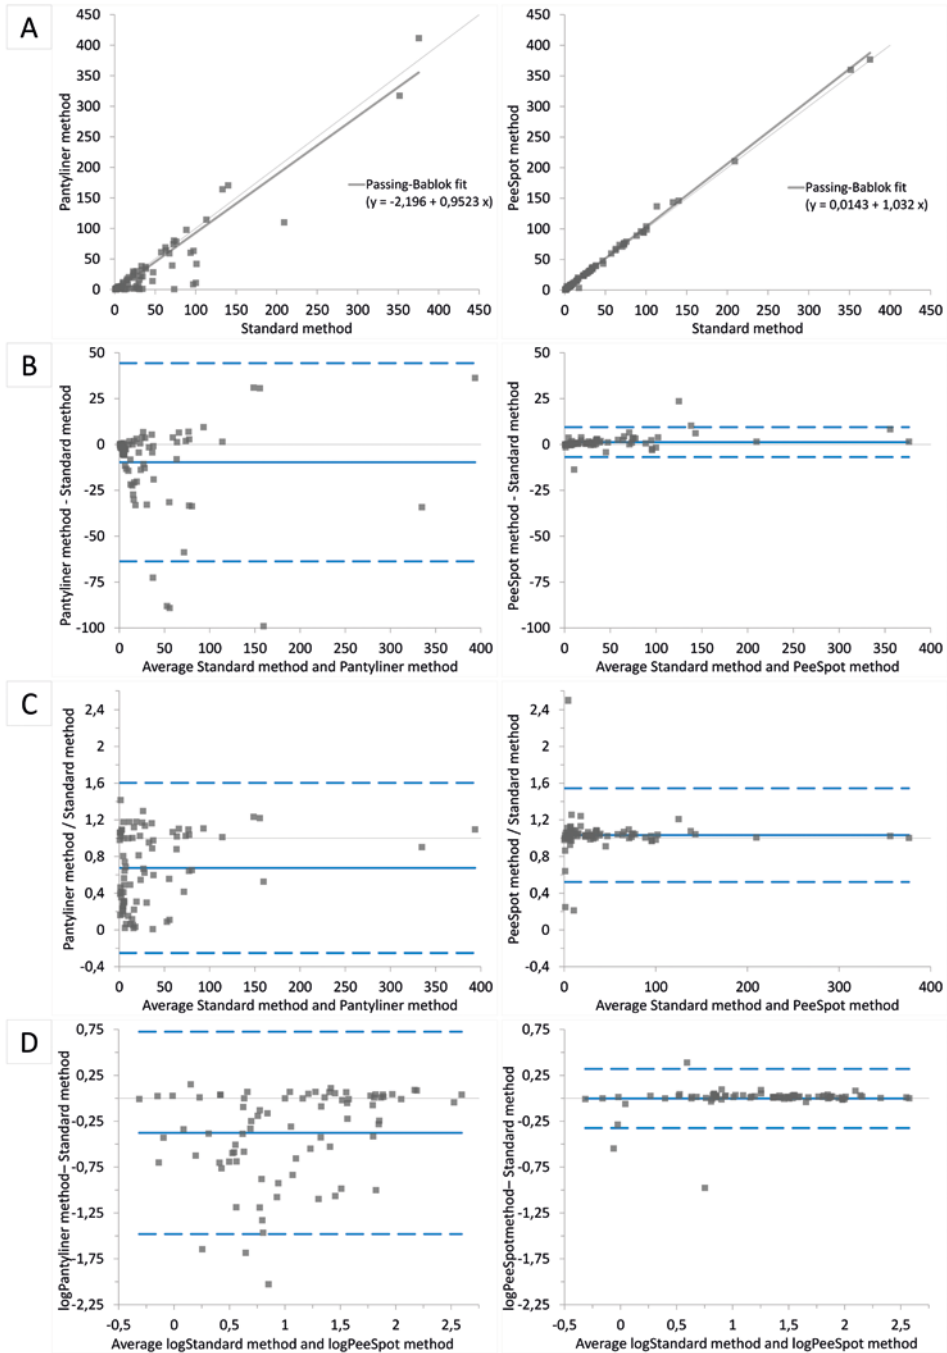 A
450
400
350
300
250
200
150
100
50
0
Pantyliner method
Passing-Bablok fit
(y = -2,196 + 0,9523 x)
0 50 100 150 200 250 300 350 400 450
Standard method
450
400
350
300
250
200
150
100
50
0
PeeSpot method
Passing-Bablok fit
(y = 0,0143 + 1,032 x)
0 50 100 150 200 250 300 350 400 450
Standard method
B
50
25
0
-25
-50
-75
-100
Pantyliner method - Standard method
0 50 100 150 200 250 300 350 400
Average Standard method and Pantyliner method
50
25
0
-25
-50
-75
-100
PeeSpot method - Standard method
0 100 200 300 400
Average Standard method and PeeSpot method
C
2,4
2
1,6
1,2
0,8
0,4
0
-0,4
Pantyliner method / Standard method
0 50 100 150 200 250 300 350 400
Average Standard method and Pantyliner method
2,4
2
1,6
1,2
0,8
0,4
0
-0,4
PeeSpot method / Standard method
0 100 200 300 400
Average Standard method and PeeSpot method
D
0,75
0,25
-0,25
-0,75
-1,25
-1,75
-2,25
logPantyliner method– Standard method
-0,5 0 0,5 1 1,5 2 2,5
Average logStandard method and logPeeSpot method
0,75
0,25
-0,25
-0,75
-1,25
-1,75
-2,25
logPeeSpotmethod– Standard method
-0,5 0 0,5 1 1,5 2 2,5
Average logStandard method and logPeeSpot method